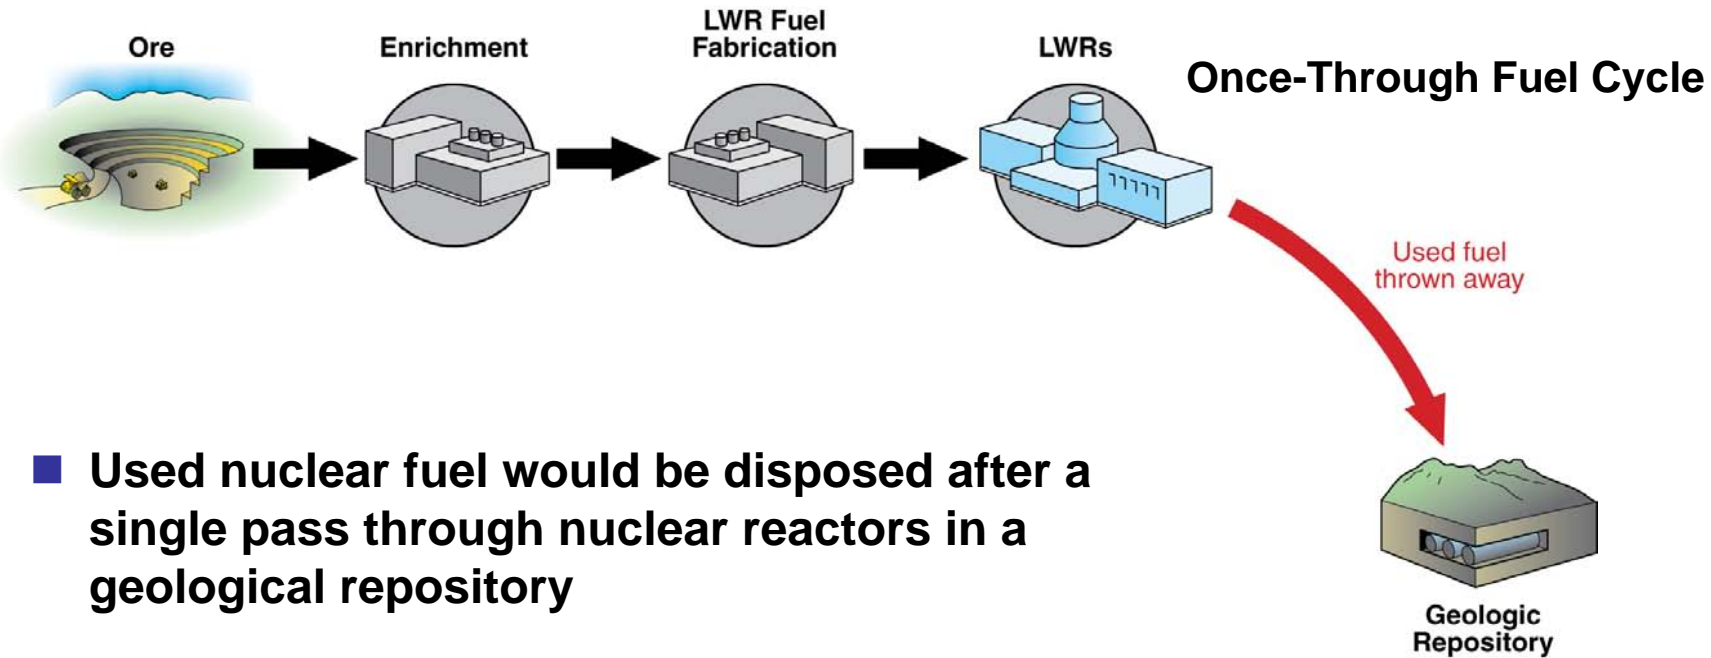 Ore
Enrichment
LWR Fuel
Fabrication
LWRs
Once-Through Fuel Cycle
Used fuel
thrown away
Used nuclear fuel would be disposed after a
single pass through nuclear reactors in a
geological repository
Geologic
Repository